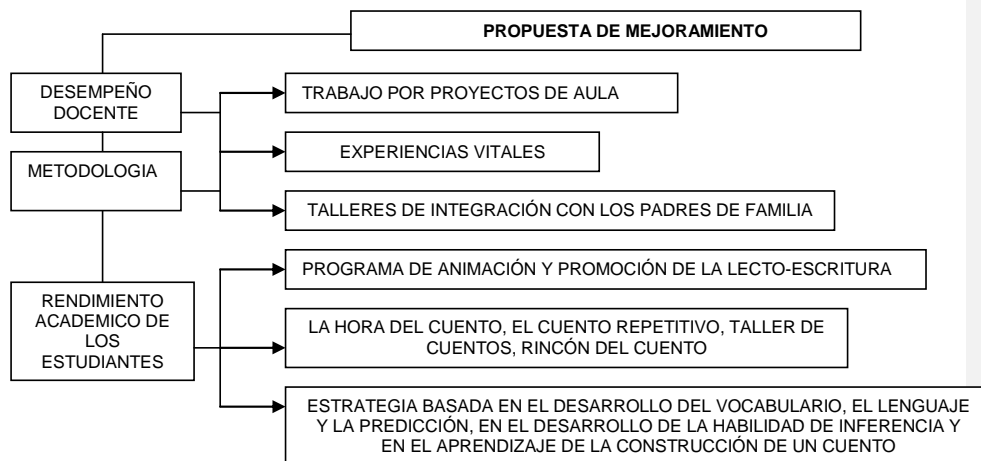 PROPUESTA DE MEJORAMIENTO
DESEMPEÑO
DOCENTE
TRABAJO POR PROYECTOS DE AULA
EXPERIENCIAS VITALES
METODOLOGIA
TALLERES DE INTEGRACIÓN CON LOS PADRES DE FAMILIA
PROGRAMA DE ANIMACIÓN Y PROMOCIÓN DE LA LECTO-ESCRITURA
RENDIMIENTO
ACADEMICO DE
LOS
ESTUDIANTES
LA HORA DEL CUENTO, EL CUENTO REPETITIVO, TALLER DE
CUENTOS, RINCÓN DEL CUENTO
ESTRATEGIA BASADA EN EL DESARROLLO DEL VOCABULARIO, EL LENGUAJE
Y LA PREDICCIÓN, EN EL DESARROLLO DE LA HABILIDAD DE INFERENCIA Y
EN EL APRENDIZAJE DE LA CONSTRUCCIÓN DE UN CUENTO